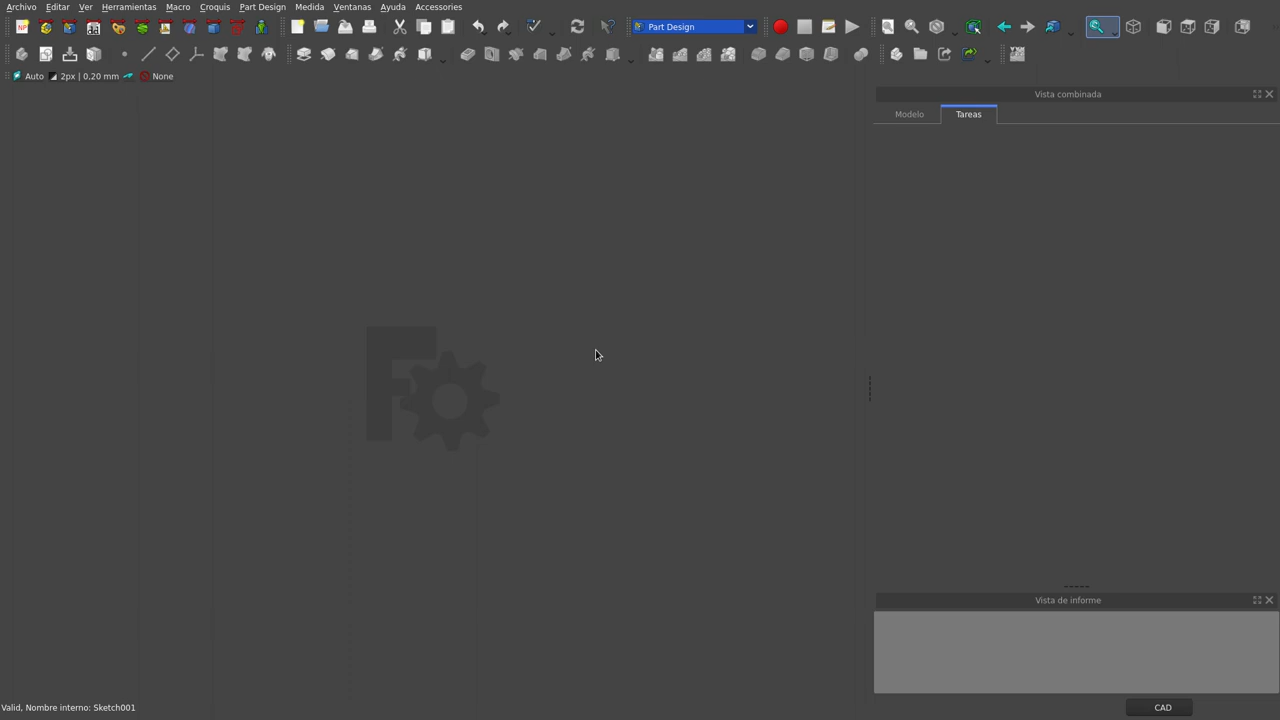 Archivo Editar Ver Herramientas Macro Croquis Part Design Medida Ventanas Ayuda Accessories
Part Design
Auto 2px | 0.20 mm None
Vista combinada
Modelo Tareas
Vista de informe
Valid, Nombre interno: Sketch001
CAD